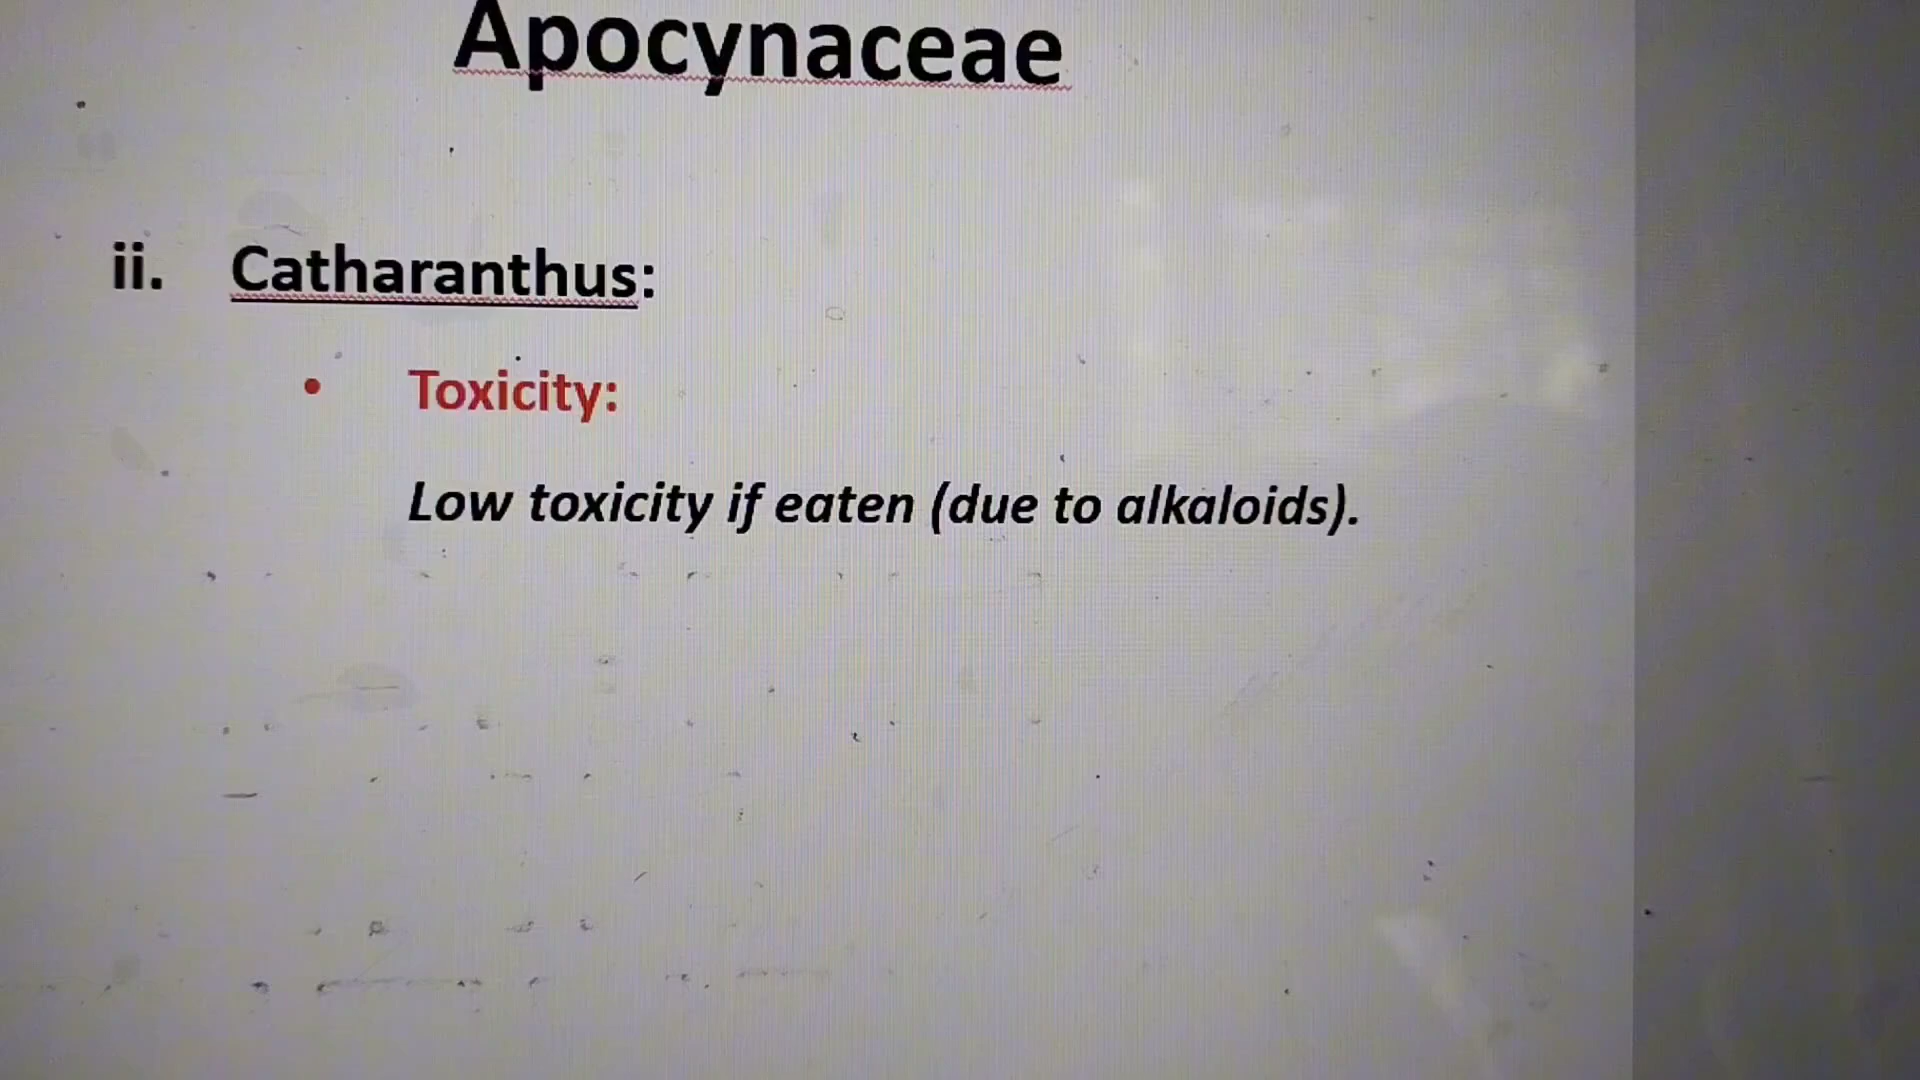 Apocynaceae
ii. Catharanthus:
• Toxicity:
Low toxicity if eaten (due to alkaloids).